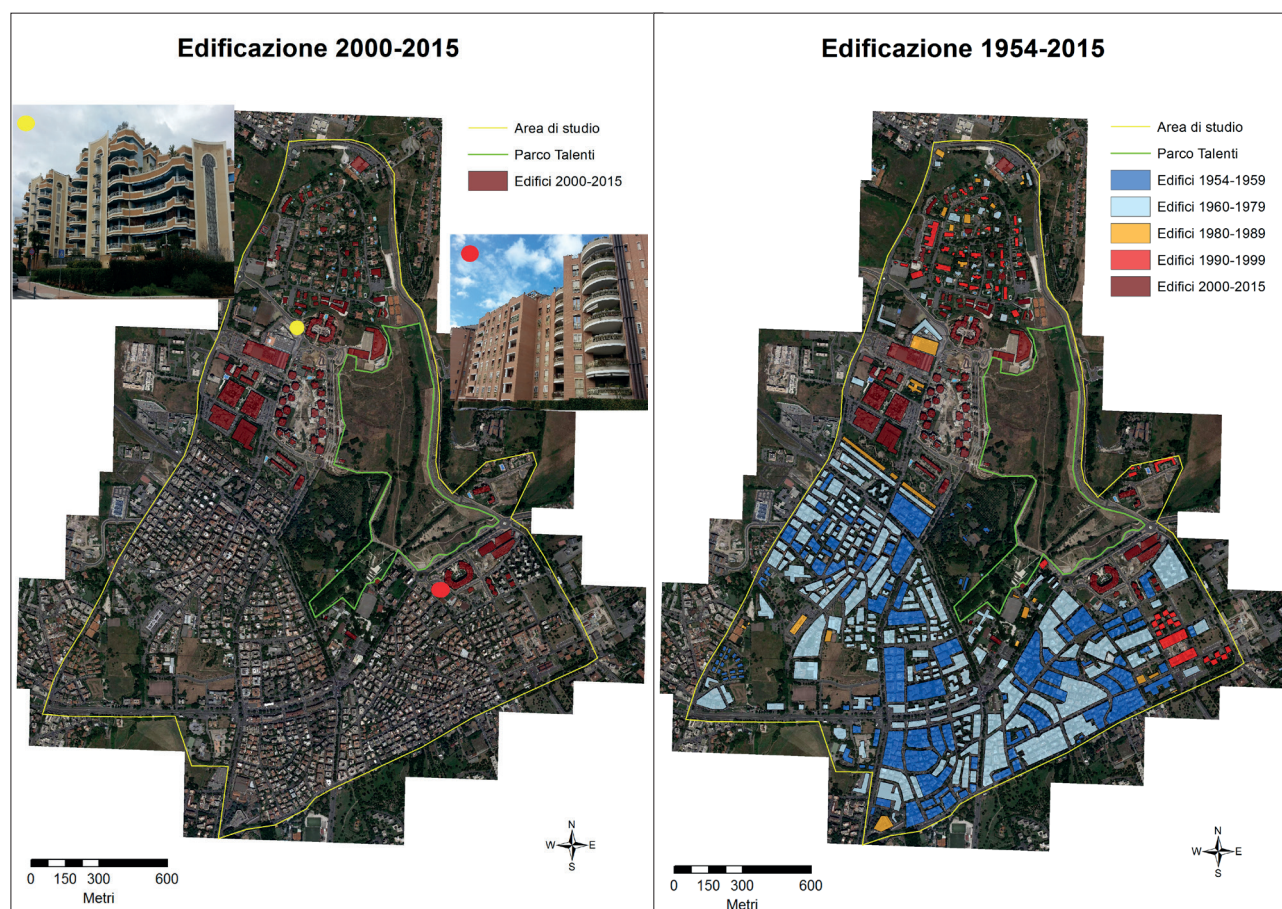 Edificazione 2000-2015
Area di studio
Parco Talenti
Edifici 2000-2015
N
W E
S
0 150 300 600
Metri
Edificazione 1954-2015
Area di studio
Parco Talenti
Edifici 1954-1959
Edifici 1960-1979
Edifici 1980-1989
Edifici 1990-1999
Edifici 2000-2015
N
W E
S
0 150 300 600
Metri